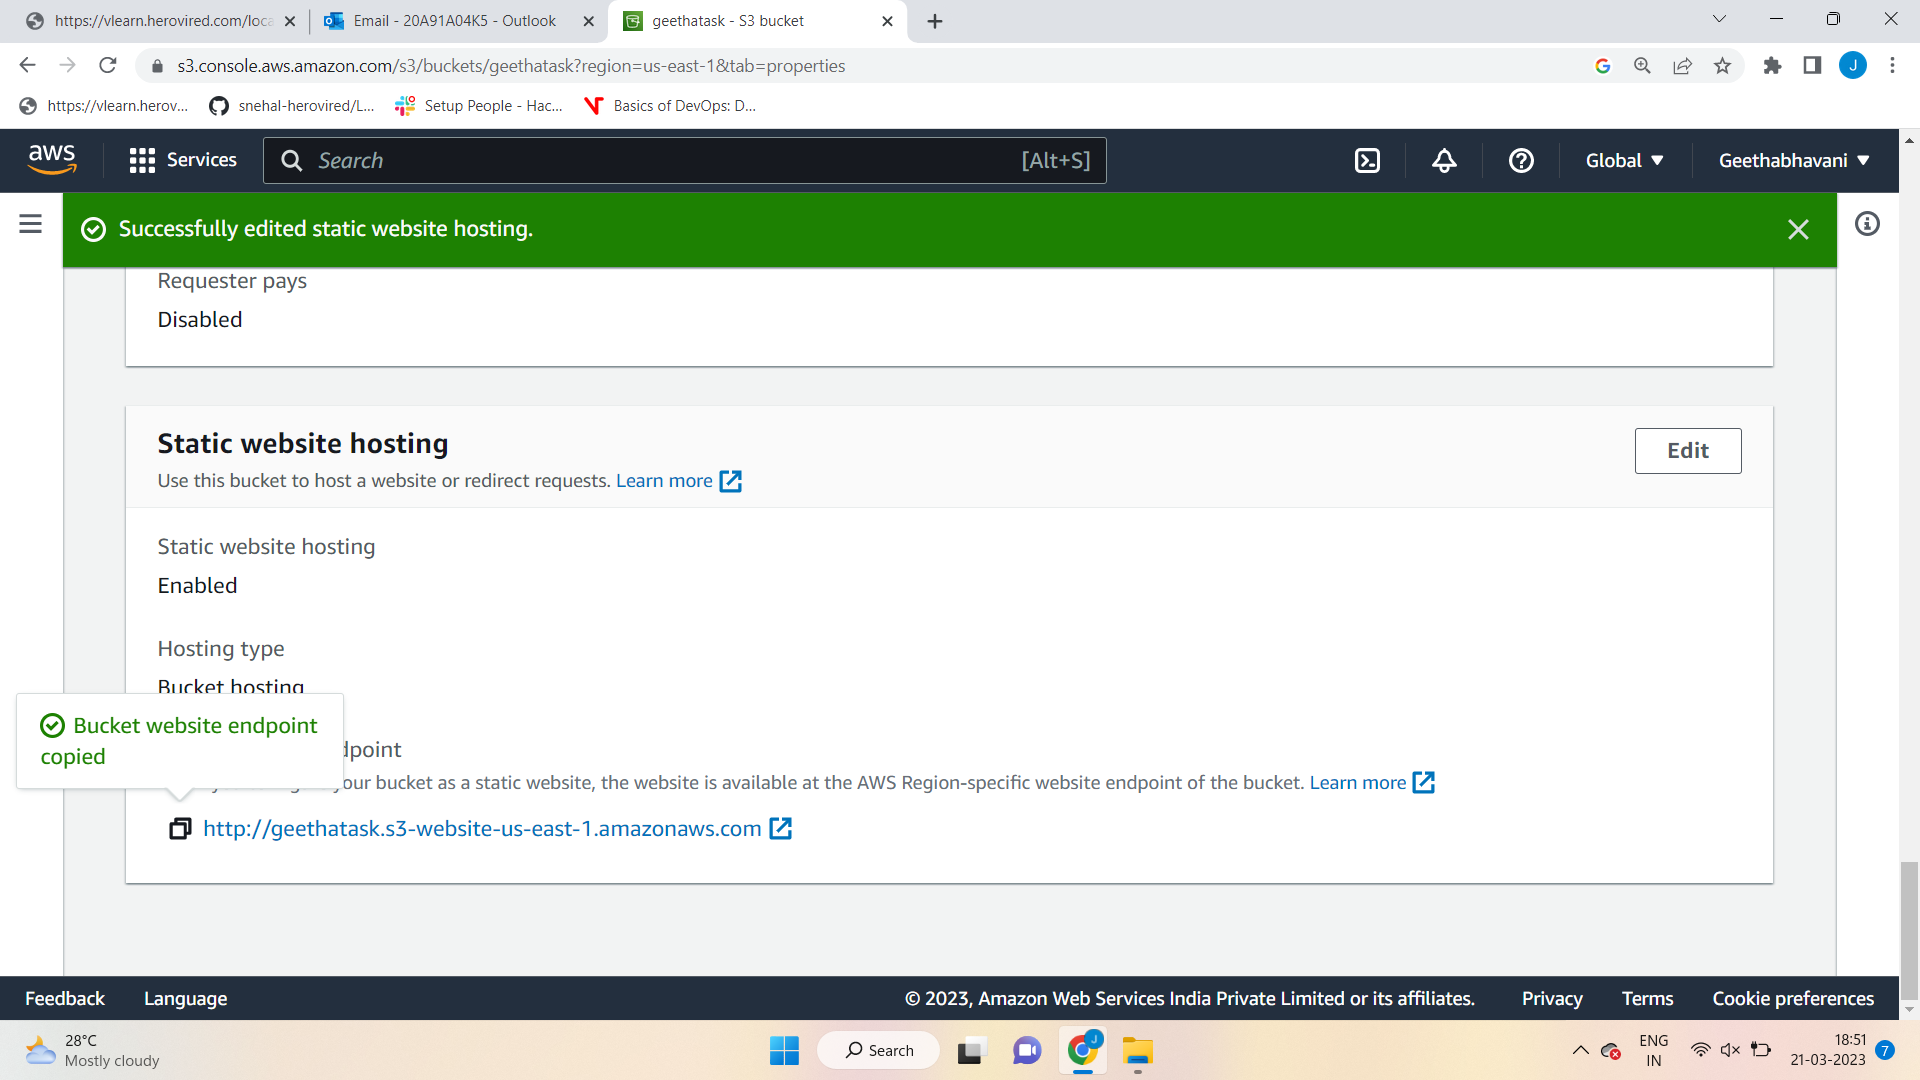 https://vlearn.herovired.com/loca
Email - 20A91A04K5 - Outlook
geethatask - S3 bucket
s3.console.aws.amazon.com/s3/buckets/geethatask?region=us-east-1&tab=properties
J
https://vlearn.herov...
snehal-herovired/L...
Setup People - Hac...
Basics of DevOps: D...
aws
Services
Search
[Alt+S]
Global
Geethabhavani
Successfully edited static website hosting.
Requester pays
Disabled
Static website hosting
Edit
Use this bucket to host a website or redirect requests. Learn more
Static website hosting
Enabled
Hosting type
Bucket hosting
Bucket website endpoint
copied
dpoint
your bucket as a static website, the website is available at the AWS Region-specific website endpoint of the bucket. Learn more
http://geethatask.s3-website-us-east-1.amazonaws.com
Feedback
Language
© 2023, Amazon Web Services India Private Limited or its affiliates.
Privacy
Terms
Cookie preferences
28°C
Mostly cloudy
Search
J
ENG
IN
18:51
21-03-2023
7